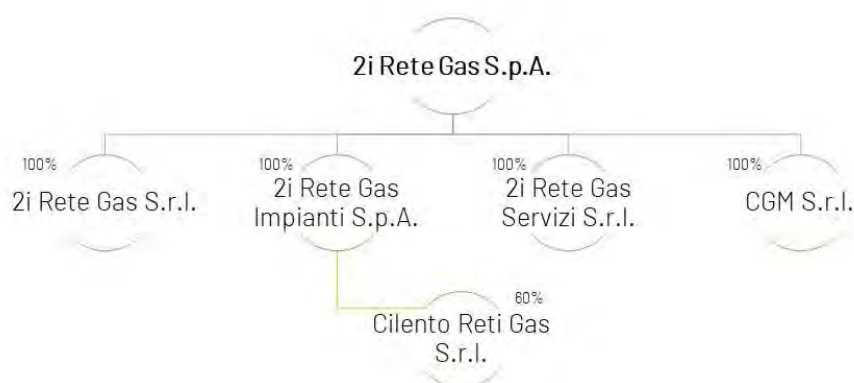 2i Rete Gas S.p.A.
100%
2i Rete Gas S.r.l.
100%
2i Rete Gas
Impianti S.p.A.
100%
2i Rete Gas
Servizi S.r.l.
100%
CGM S.r.l.
60%
Cilento Reti Gas
S.r.l.